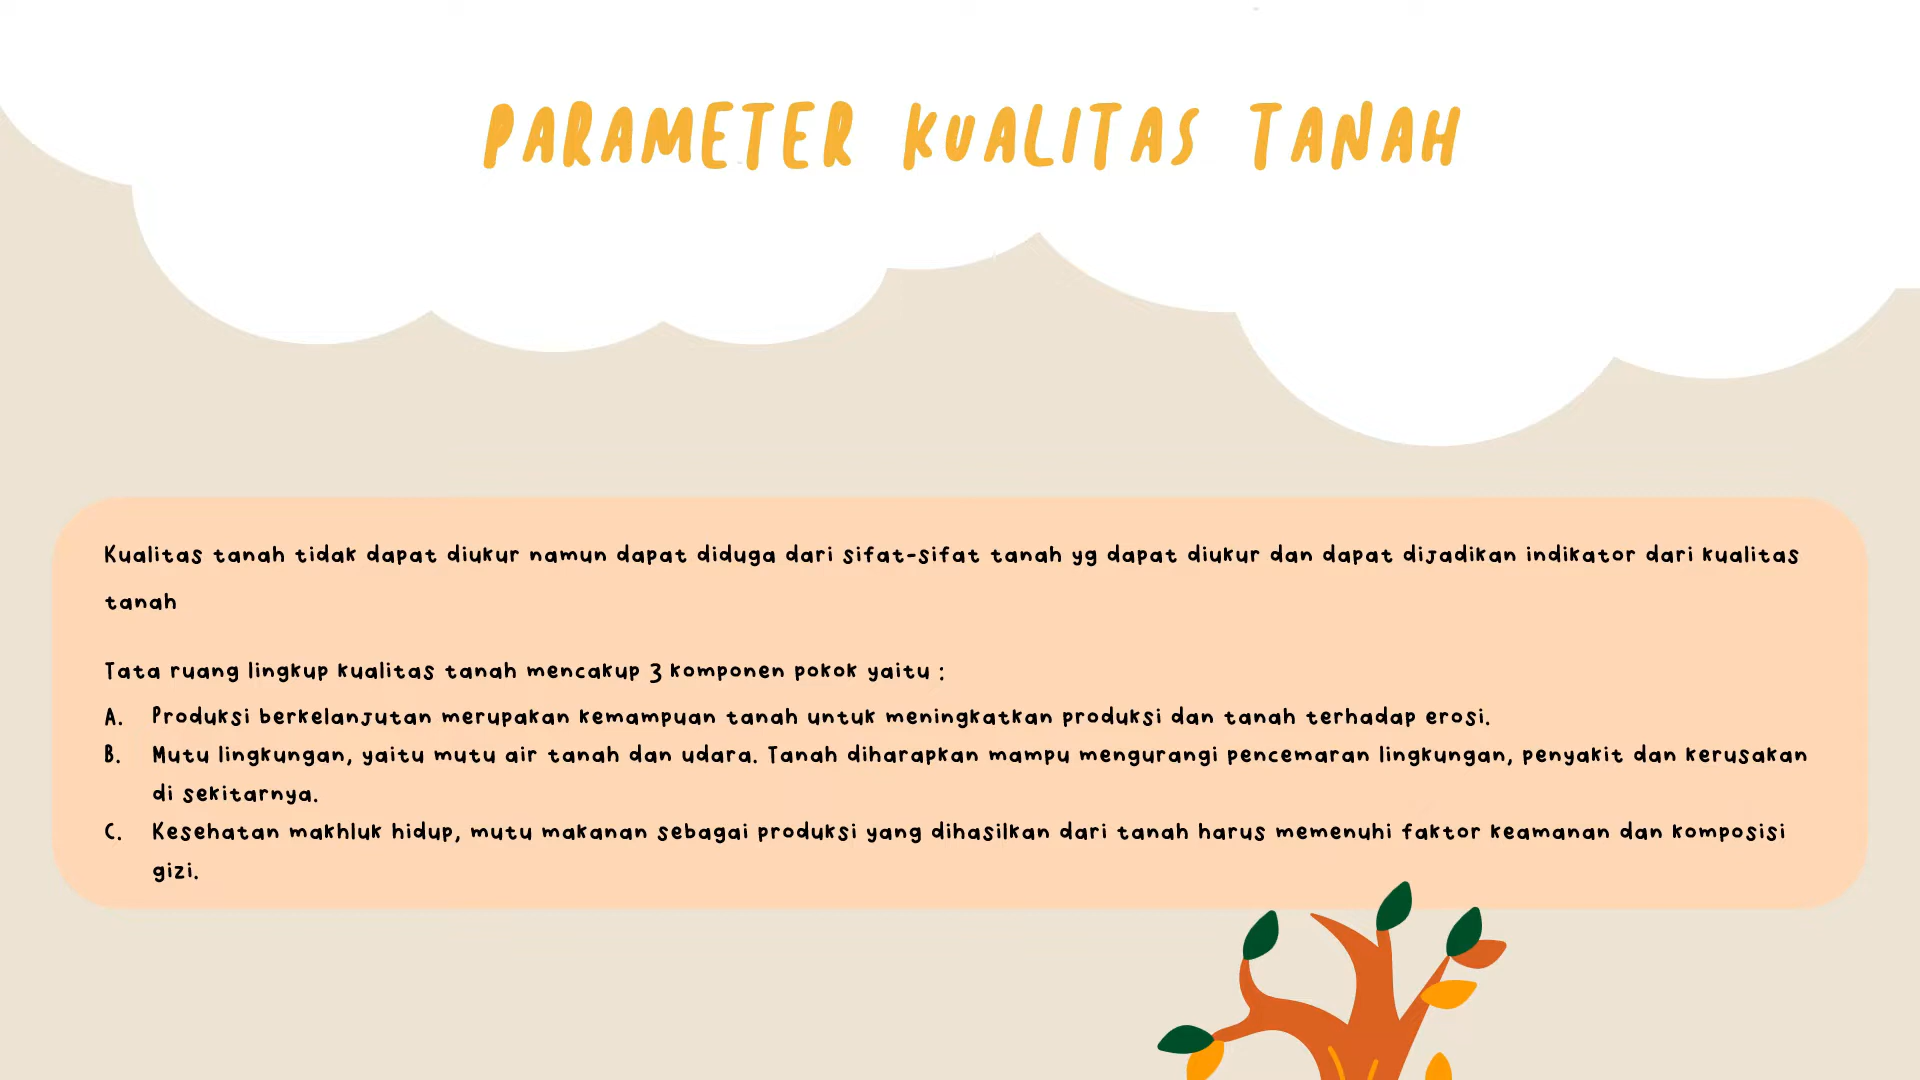 PARAMETER KUALITAS TANAH
Kualitas tanah tidak dapat diukur namun dapat diduga dari sifat-sifat tanah yg dapat diukur dan dapat dijadikan indikator dari kualitas
tanah
Tata ruang lingkup kualitas tanah mencakup 3 komponen pokok yaitu :
A. Produksi berkelanjutan merupakan kemampuan tanah untuk meningkatkan produksi dan tanah terhadap erosi.
B. Mutu lingkungan, yaitu mutu air tanah dan udara. Tanah diharapkan mampu mengurangi pencemaran lingkungan, penyakit dan kerusakan
di sekitarnya.
C. Kesehatan makhluk hidup, mutu makanan sebagai produksi yang dihasilkan dari tanah harus memenuhi faktor keamanan dan komposisi
gizi.